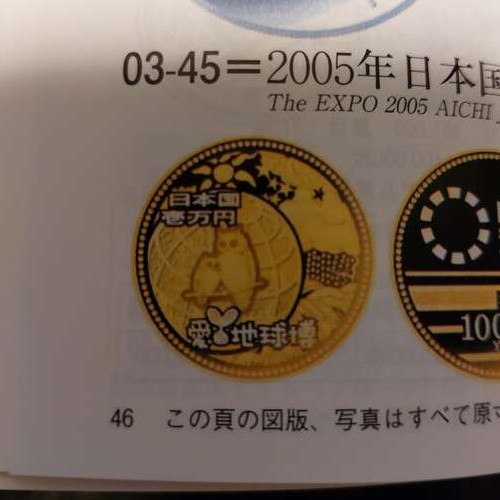 03-45＝2005年日本国
The EXPO 2005 AICHI
日本国
壱万円
愛・地球博
100
46 この頁の図版、写真はすべて原寸